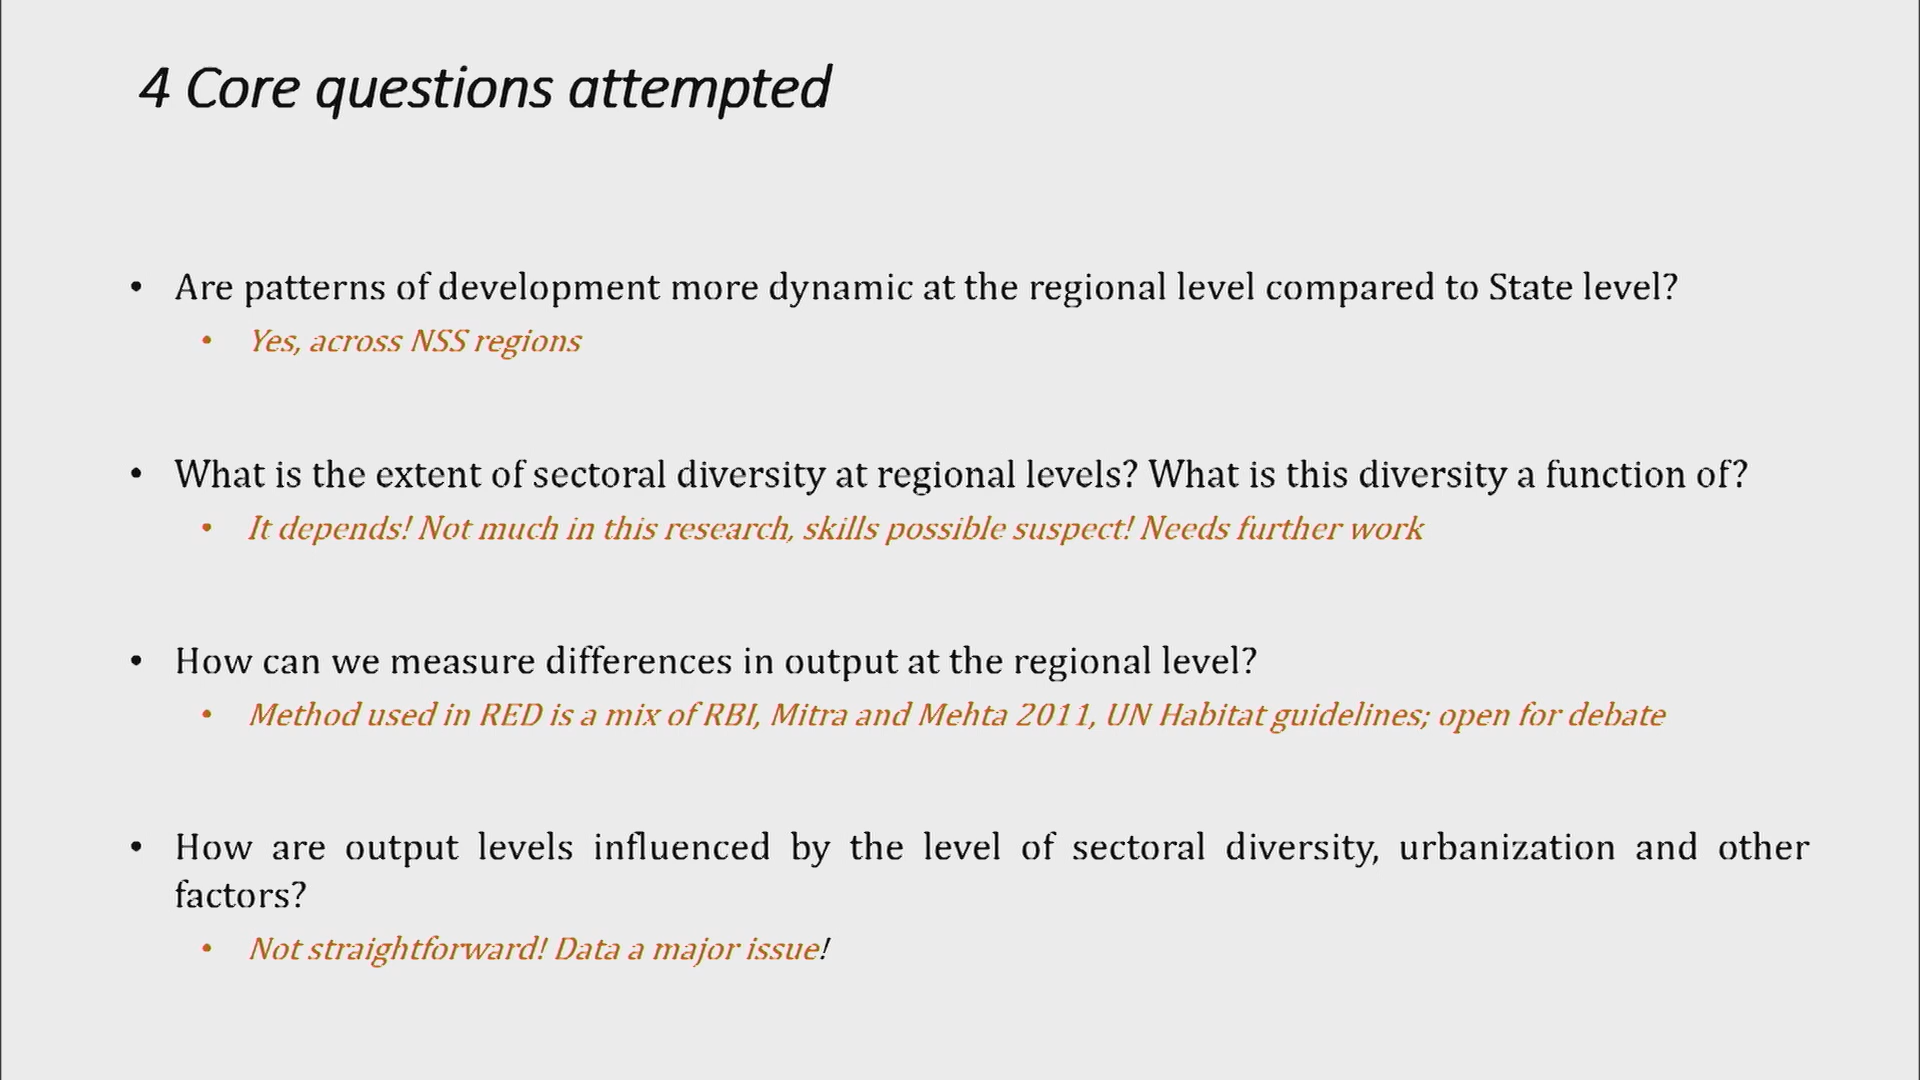 4 Core questions attempted
• Are patterns of development more dynamic at the regional level compared to State level?
• Yes, across NSS regions
• What is the extent of sectoral diversity at regional levels? What is this diversity a function of?
• It depends! Not much in this research, skills possible suspect! Needs further work
• How can we measure differences in output at the regional level?
• Method used in RED is a mix of RBI, Mitra and Mehta 2011, UN Habitat guidelines; open for debate
• How are output levels influenced by the level of sectoral diversity, urbanization and other
factors?
• Not straightforward! Data a major issue!